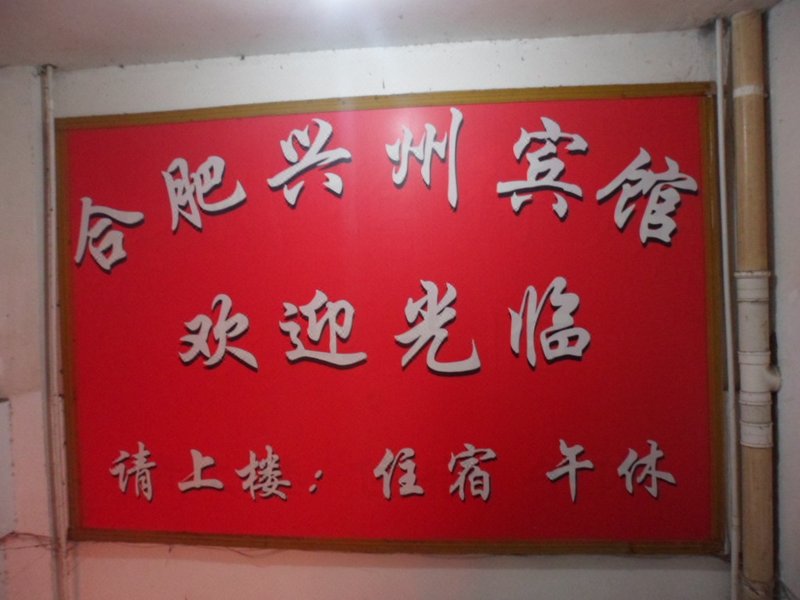 合肥兴州宾馆
欢迎光临
请上楼：住宿 午休